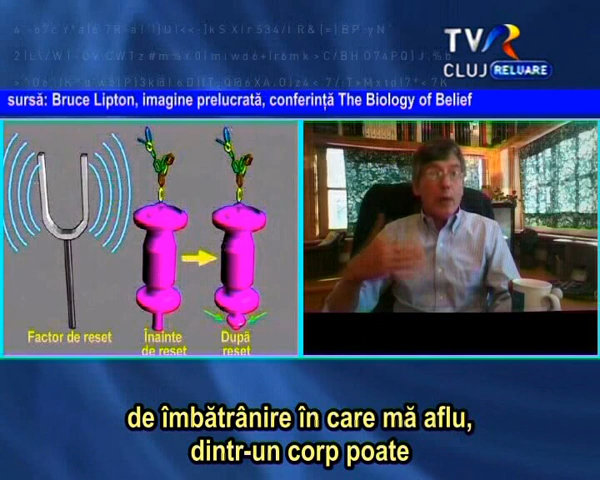 TVR
CLUJ RELUARE
sursă: Bruce Lipton, imagine prelucrată, conferință The Biology of Belief
Factor de reset
Înainte
de reset
După
reset
de îmbătrânire în care mă aflu,
dintr-un corp poate